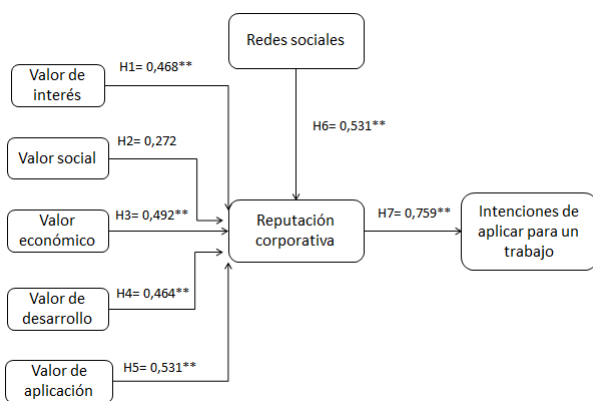 Redes sociales
H1= 0,468**
Valor de
interés
H6= 0,531**
H2= 0,272
Valor social
H3= 0,492**
Valor
económico
Reputación
corporativa
H7= 0,759**
Intenciones de
aplicar para un
trabajo
H4= 0,464**
Valor de
desarrollo
H5= 0,531**
Valor de
aplicación